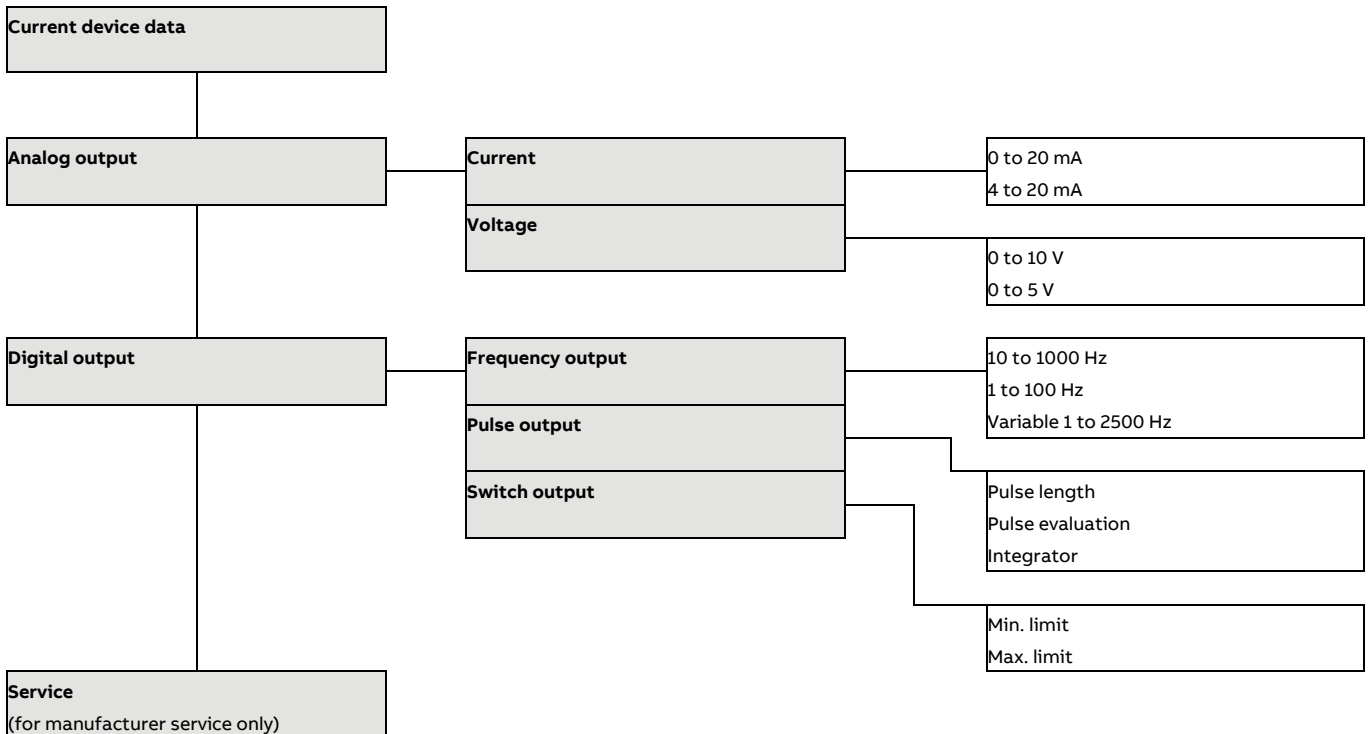 Current device data
Analog output
Current
0 to 20 mA
4 to 20 mA
Voltage
0 to 10 V
0 to 5 V
Digital output
Frequency output
10 to 1000 Hz
1 to 100 Hz
Variable 1 to 2500 Hz
Pulse output
Pulse length
Pulse evaluation
Integrator
Switch output
Min. limit
Max. limit
Service
(for manufacturer service only)